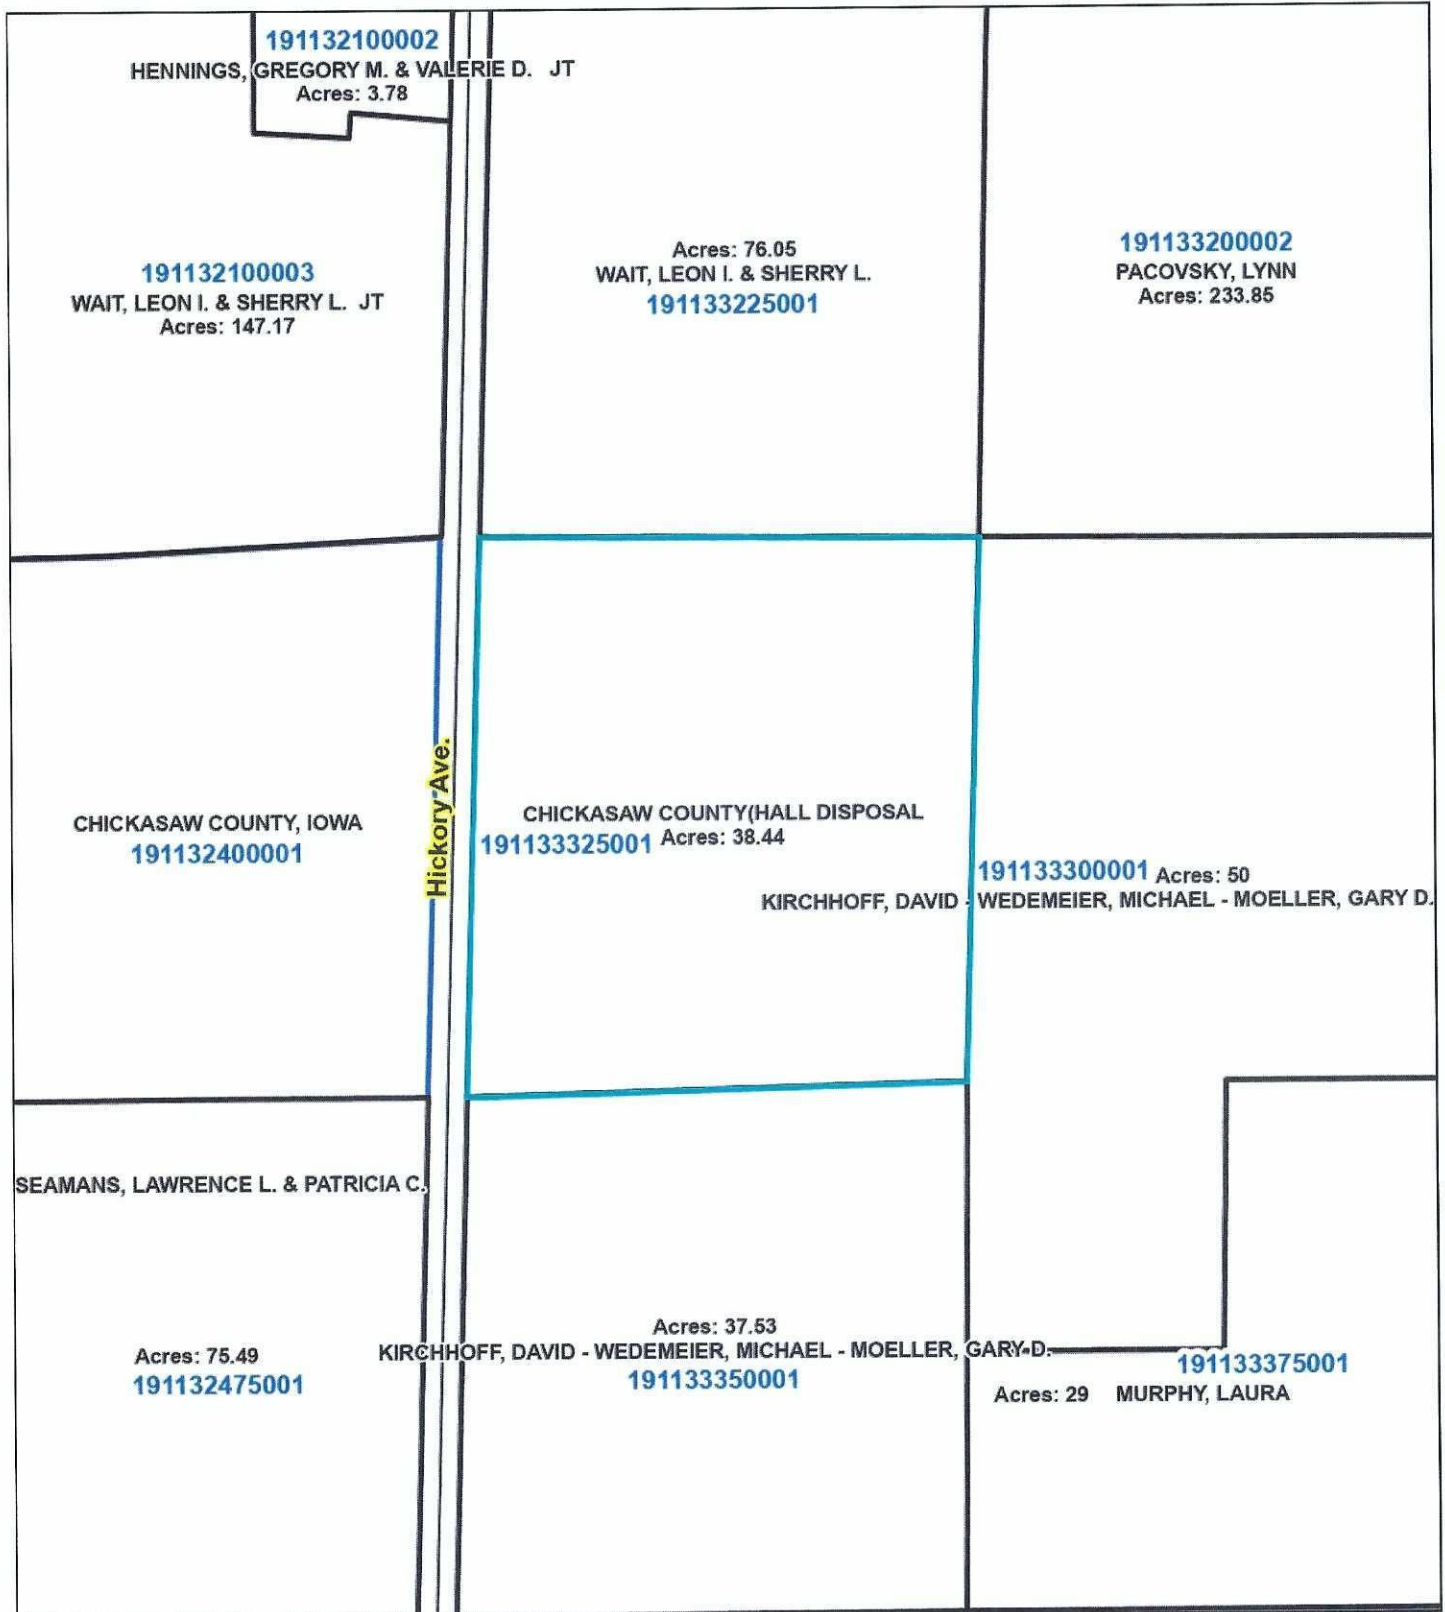 191132100002
HENNINGS, GREGORY M. & VALERIE D. JT
Acres: 3.78
191132100003
WAIT, LEON I. & SHERRY L. JT
Acres: 147.17
Acres: 76.05
WAIT, LEON I. & SHERRY L.
191133225001
191133200002
PACOVSKY, LYNN
Acres: 233.85
CHICKASAW COUNTY, IOWA
191132400001
Hickory Ave.
CHICKASAW COUNTY(HALL DISPOSAL
191133325001 Acres: 38.44
191133300001 Acres: 50
KIRCHHOFF, DAVID - WEDEMEIER, MICHAEL - MOELLER, GARY D.
SEAMANS, LAWRENCE L. & PATRICIA C.
Acres: 75.49
191132475001
Acres: 37.53
KIRCHHOFF, DAVID - WEDEMEIER, MICHAEL - MOELLER, GARY D.
191133350001
191133375001
Acres: 29 MURPHY, LAURA